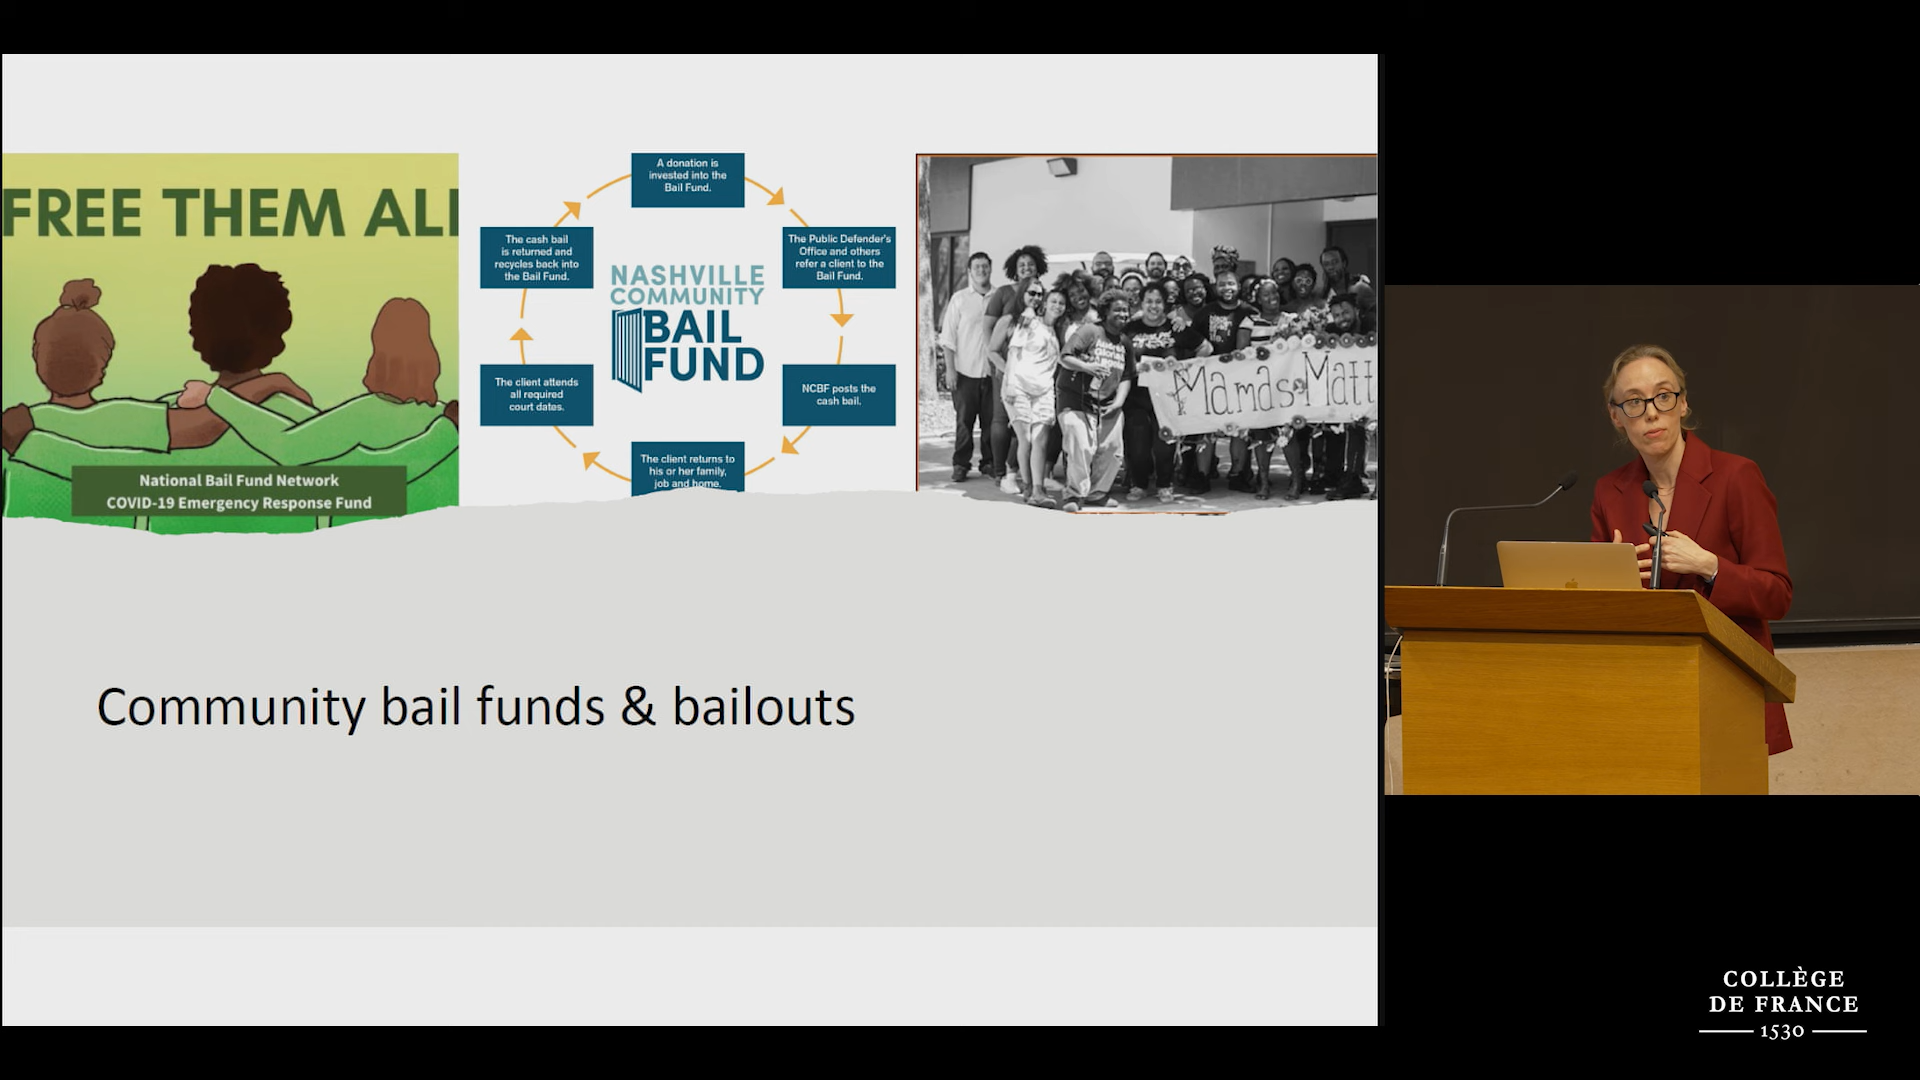 FREE THEM ALL
National Bail Fund Network
COVID-19 Emergency Response Fund
A donation is
invested into the
Bail Fund.
The Public Defender's
Office and others
refer a client to the
Bail Fund.
NCBF posts the
cash bail.
The client returns to
his or her family,
job and home.
The client attends
all required
court dates.
The cash bail
is returned and
recycles back into
the Bail Fund.
NASHVILLE
COMMUNITY
BAIL
FUND
Mamas Matt
Community bail funds & bailouts
COLLÈGE
DE FRANCE
1530